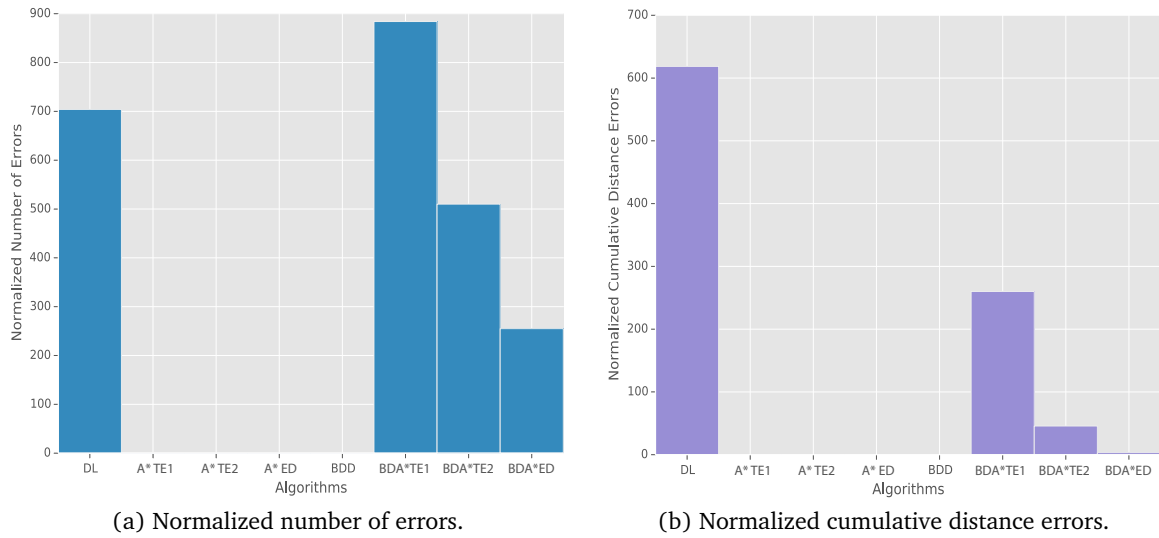 900
800
700
600
500
400
300
200
100
0
Normalized Number of Errors
DL A* TE1 A* TE2 A* ED BDD BDA*TE1 BDA*TE2 BDA*ED
Algorithms
(a) Normalized number of errors.
700
600
500
400
300
200
100
0
Normalized Cumulative Distance Errors
DL A* TE1 A* TE2 A* ED BDD BDA*TE1 BDA*TE2 BDA*ED
Algorithms
(b) Normalized cumulative distance errors.